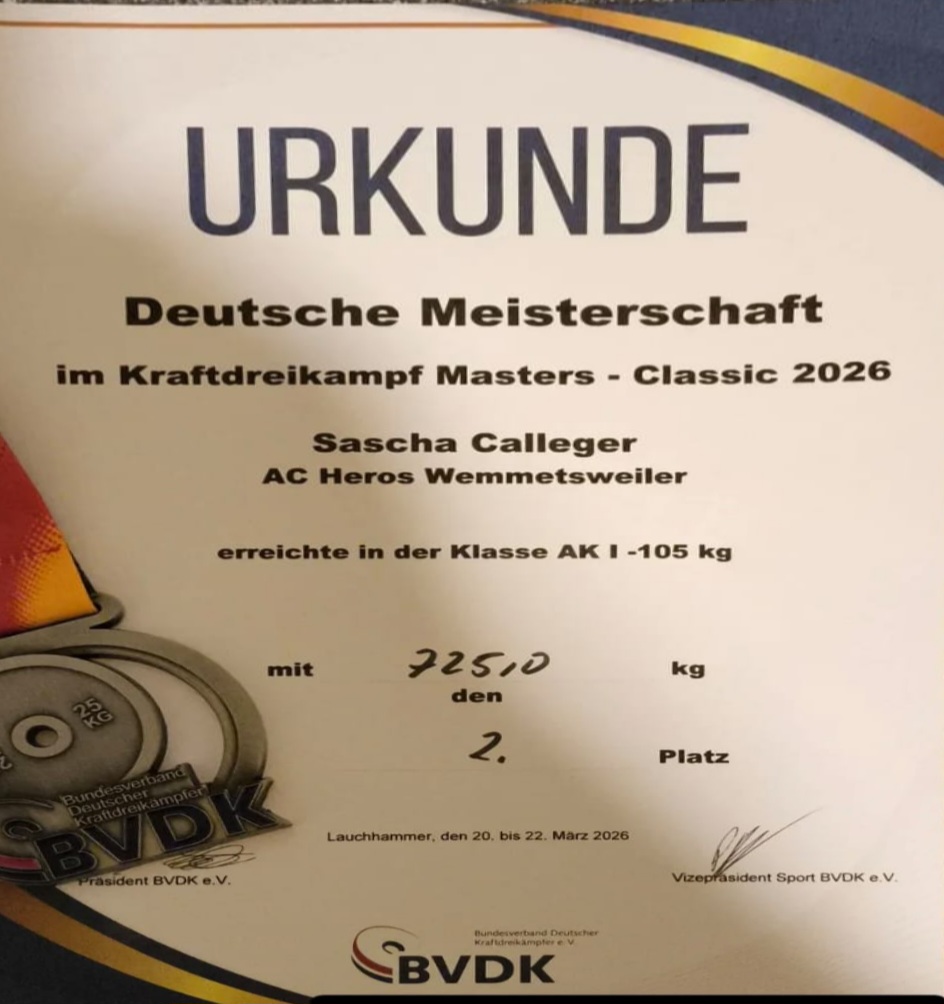 URKUNDE
Deutsche Meisterschaft
im Kraftdreikampf Masters - Classic 2026
Sascha Calleger
AC Heros Wemmetsweiler
erreichte in der Klasse AK I -105 kg
mit 725,0 kg
den
2. Platz
25
KG
Bundesverband
Deutscher
Kraftdreikämpfer
BVDK
Lauchhammer, den 20. bis 22. März 2026
Präsident BVDK e.V.
Vizepräsident Sport BVDK e.V.
Bundesverband Deutscher
Kraftdreikämpfer e. V.
BVDK